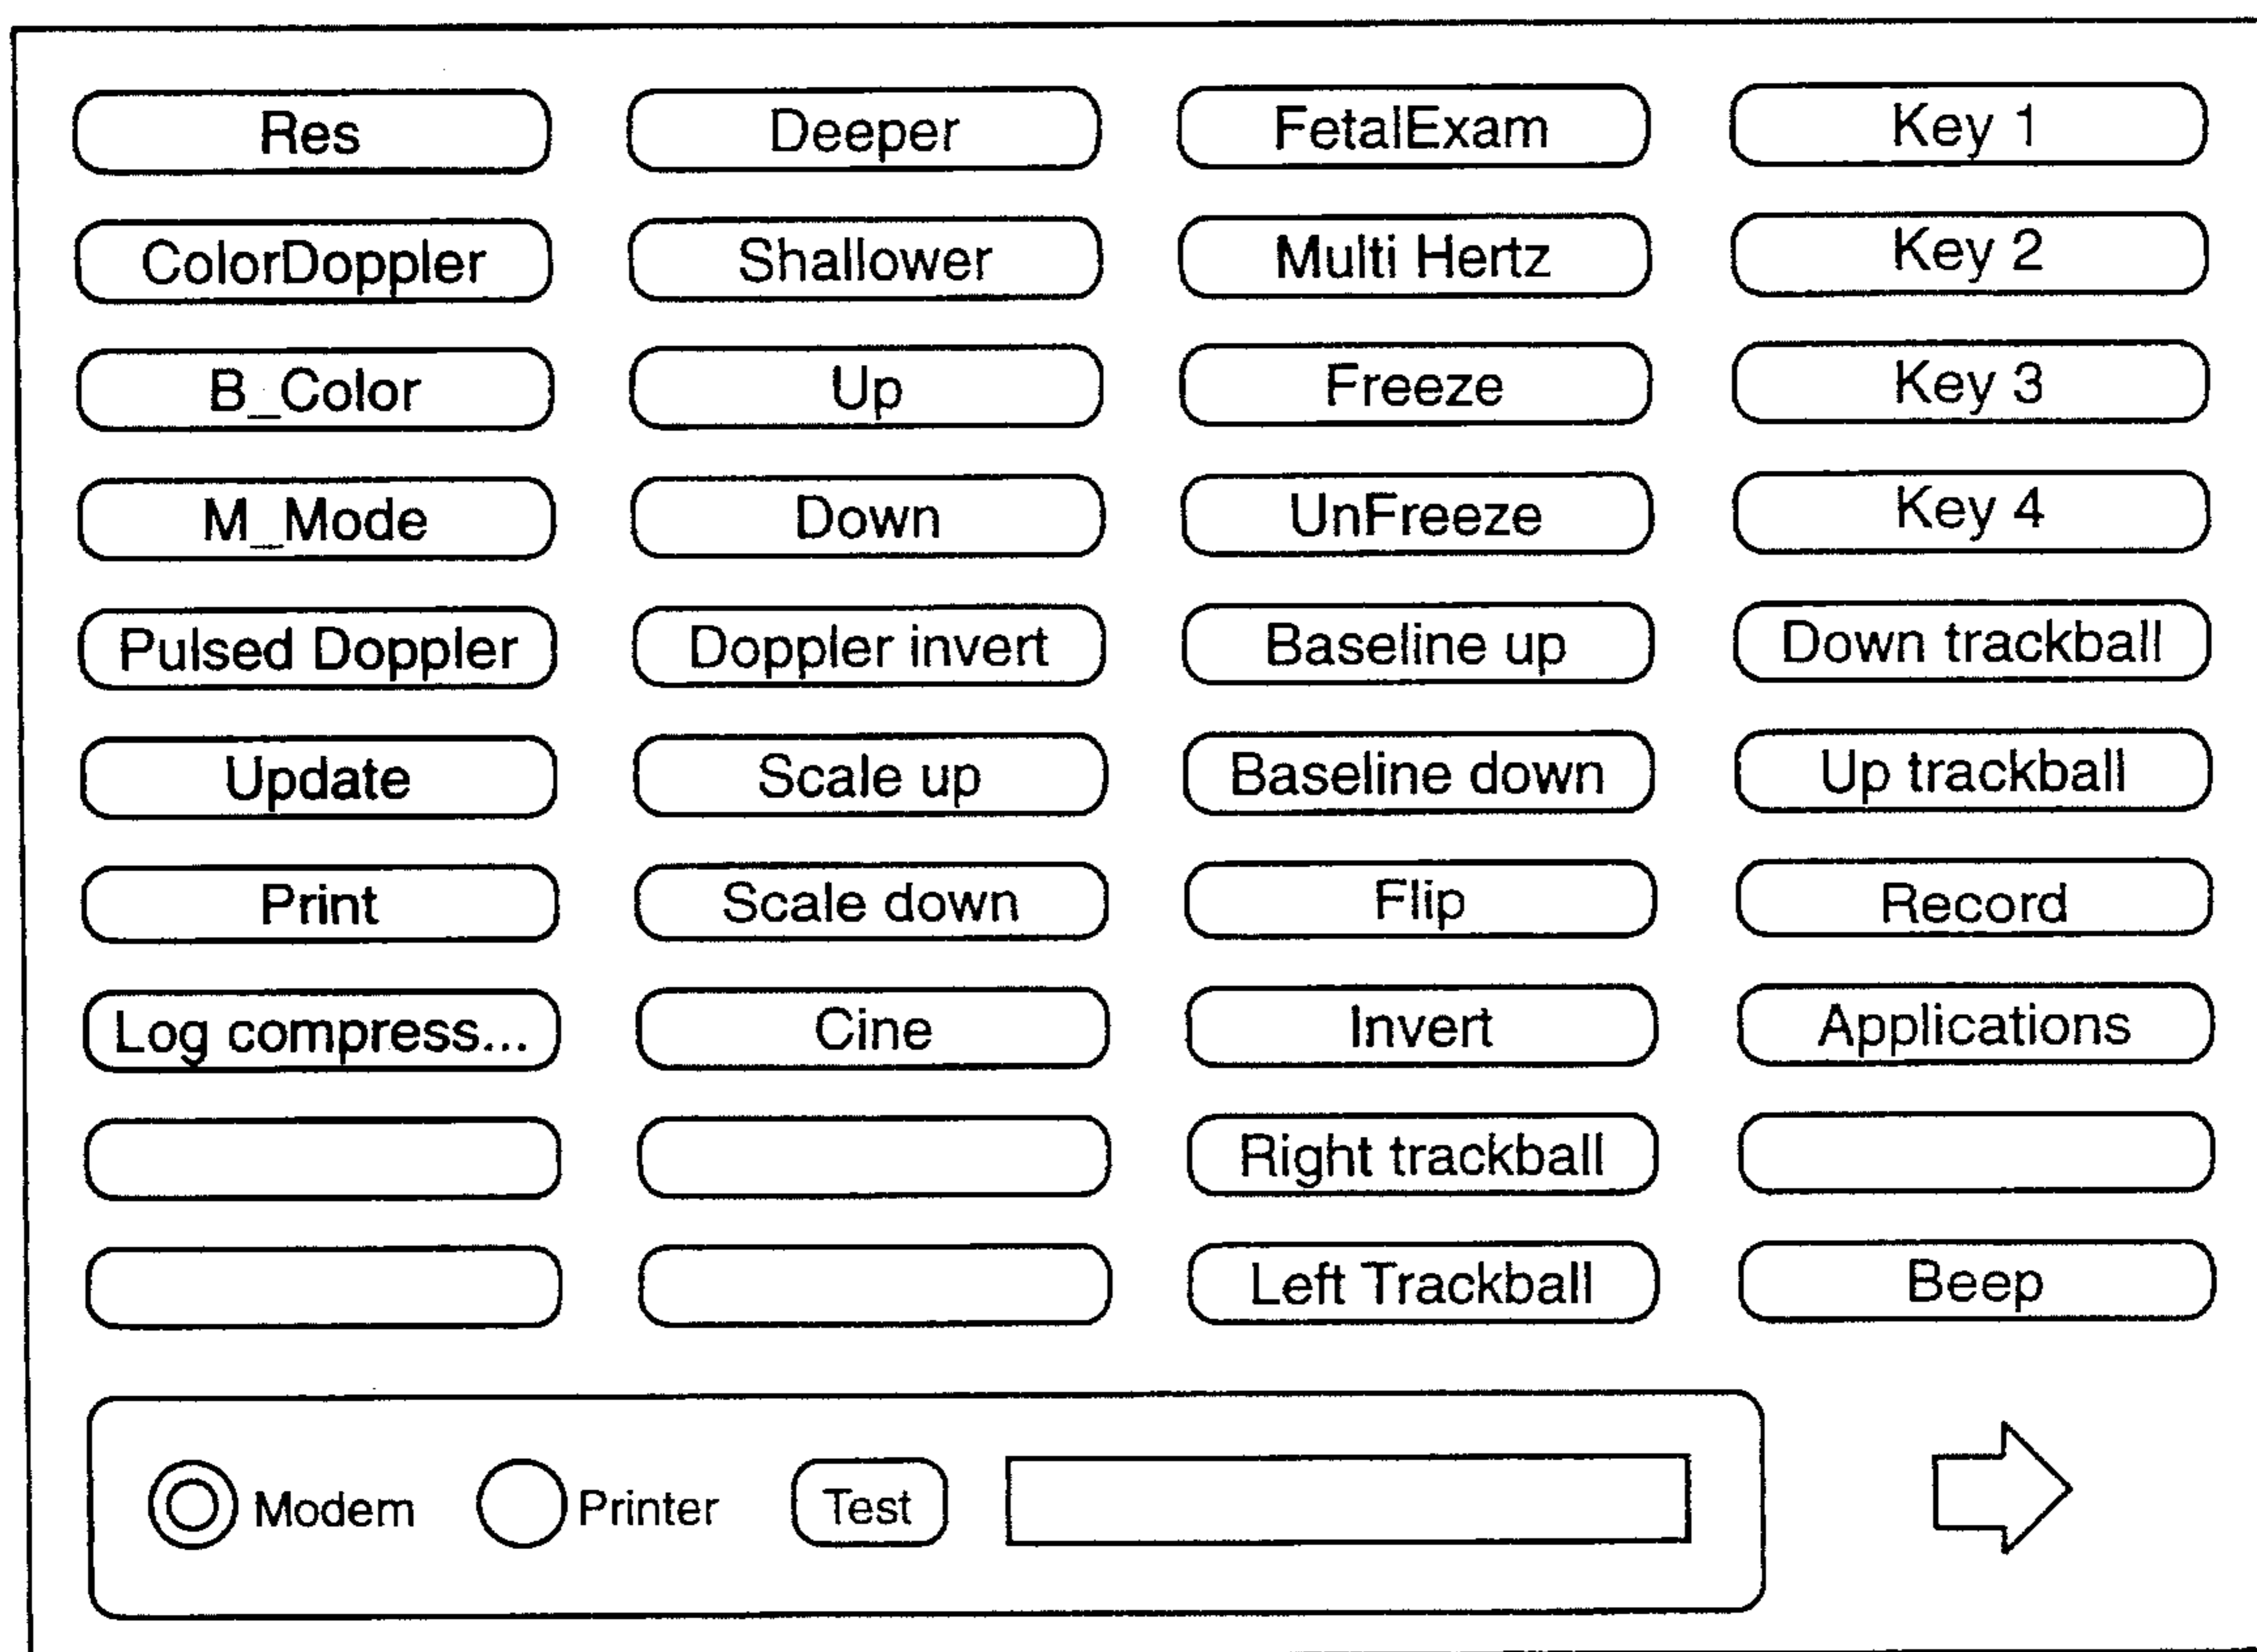 Res Deeper FetalExam Key 1
ColorDoppler Shallower Multi Hertz Key 2
B_Color Up Freeze Key 3
M_Mode Down UnFreeze Key 4
Pulsed Doppler Doppler invert Baseline up Down trackball
Update Scale up Baseline down Up trackball
Print Scale down Flip Record
Log compress... Cine Invert Applications
Right trackball
Left Trackball Beep
Modem Printer Test